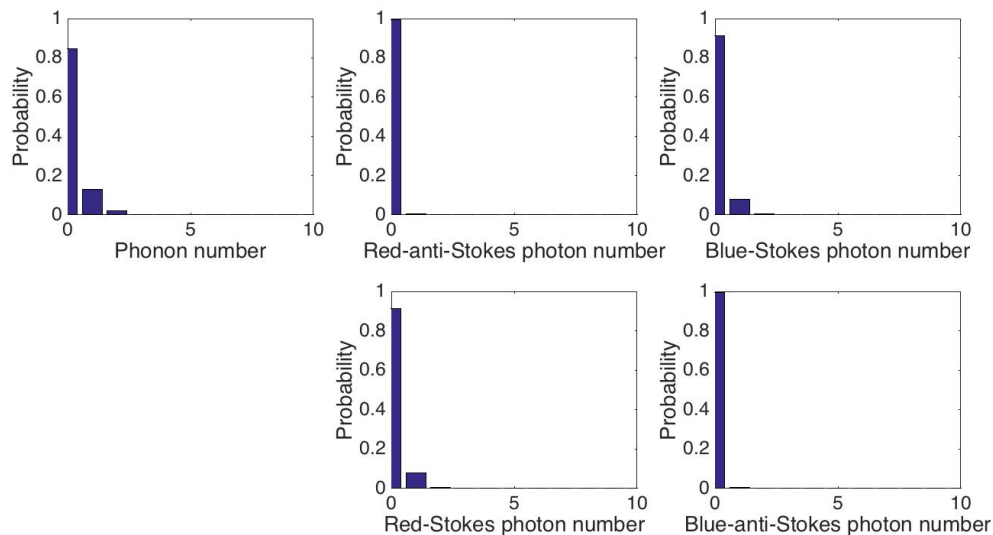 1
0.8
0.6
0.4
0.2
0
0 5 10
Probability
Phonon number
1
0.8
0.6
0.4
0.2
0
0 5 10
Probability
Red-anti-Stokes photon number
1
0.8
0.6
0.4
0.2
0
0 5 10
Probability
Blue-Stokes photon number
1
0.8
0.6
0.4
0.2
0
0 5 10
Probability
Red-Stokes photon number
1
0.8
0.6
0.4
0.2
0
0 5 10
Probability
Blue-anti-Stokes photon number